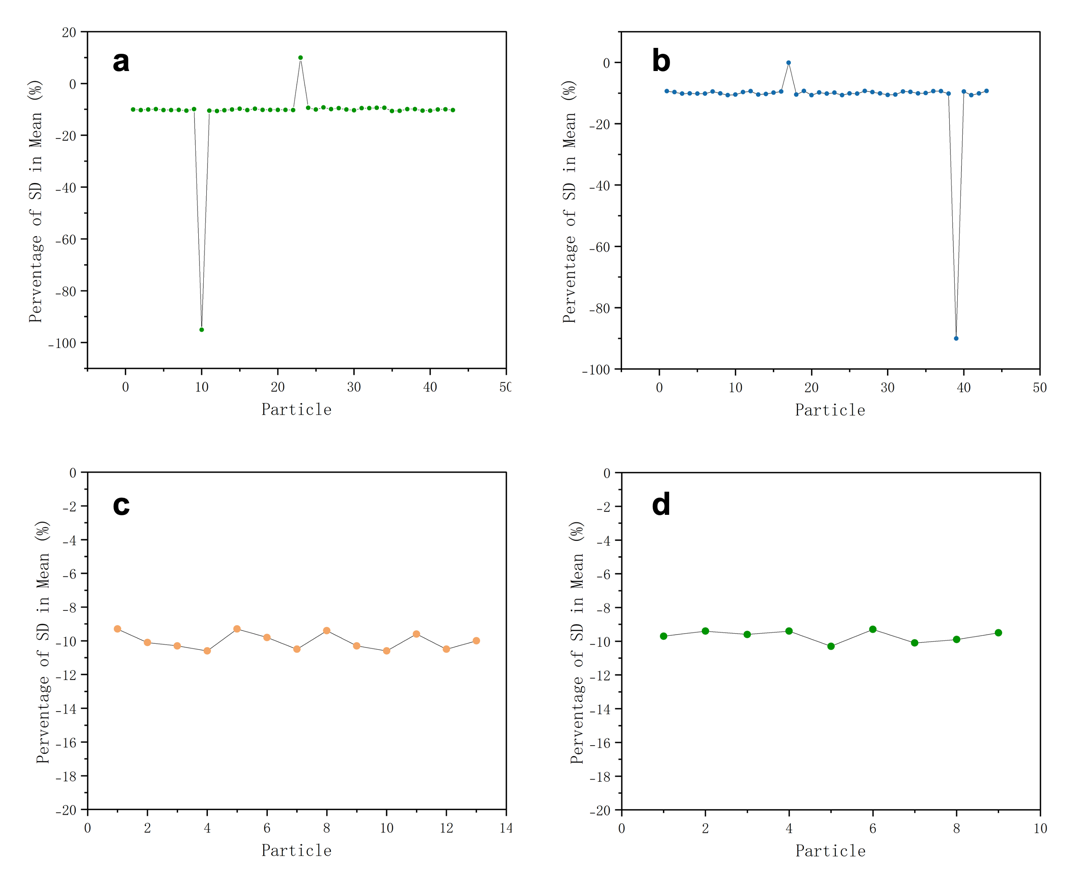 a
20
0
-20
-40
-60
-80
-100
Perventage of SD in Mean (%)
0 10 20 30 40 50
Particle
b
0
-20
-40
-60
-80
-100
Perventage of SD in Mean (%)
0 10 20 30 40 50
Particle
c
0
-2
-4
-6
-8
-10
-12
-14
-16
-18
-20
Perventage of SD in Mean (%)
0 2 4 6 8 10 12 14
Particle
d
0
-2
-4
-6
-8
-10
-12
-14
-16
-18
-20
Perventage of SD in Mean (%)
0 2 4 6 8 10
Particle